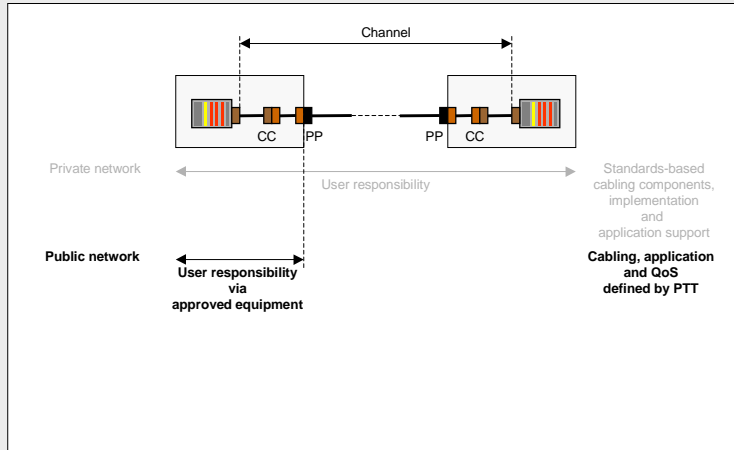 Channel
CC
PP
PP
CC
Private network
User responsibility
Standards-based
cabling components,
implementation
and
application support
Public network
User responsibility
via
approved equipment
Cabling, application
and QoS
defined by PTT